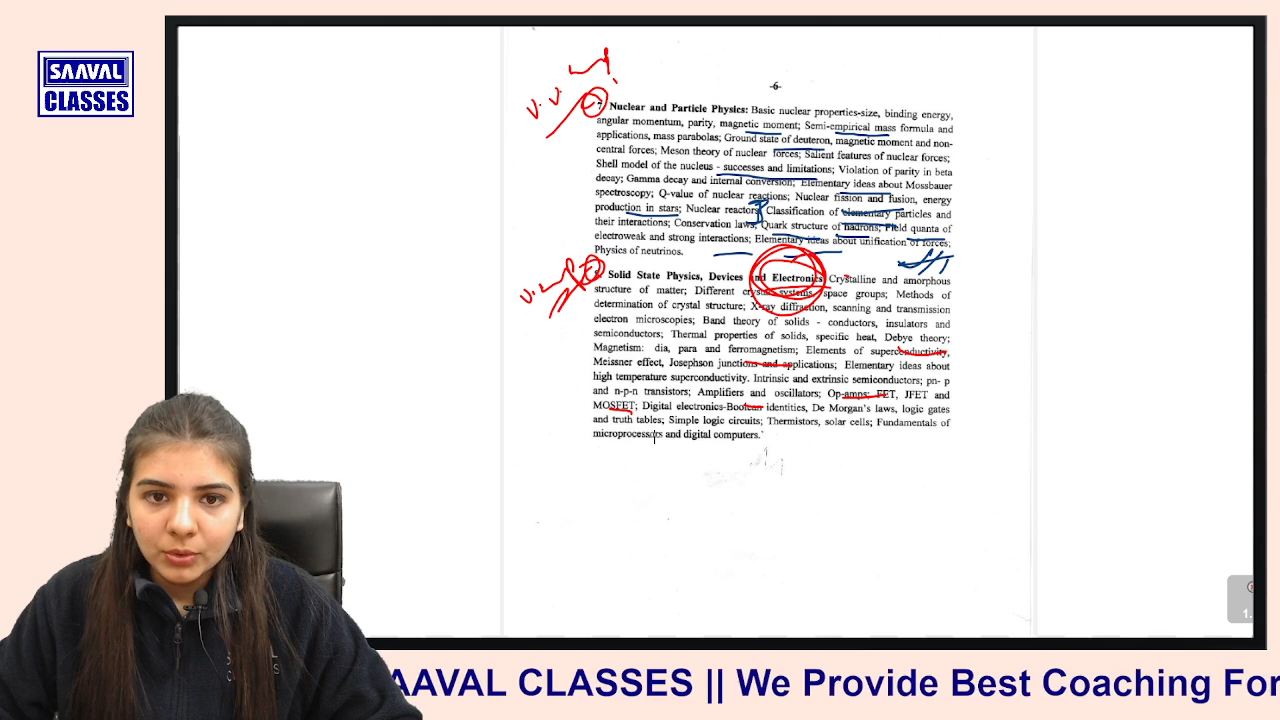 SAAVAL
CLASSES
-6-
7. Nuclear and Particle Physics: Basic nuclear properties-size, binding energy,
angular momentum, parity, magnetic moment; Semi-empirical mass formula and
applications, mass parabolas; Ground state of deuteron, magnetic moment and non-
central forces; Meson theory of nuclear forces; Salient features of nuclear forces;
Shell model of the nucleus - successes and limitations; Violation of parity in beta
decay; Gamma decay and internal conversion; Elementary ideas about Mossbauer
spectroscopy; Q-value of nuclear reactions; Nuclear fission and fusion, energy
production in stars; Nuclear reactors. Classification of elementary particles and
their interactions; Conservation laws; Quark structure of hadrons; Field quanta of
electroweak and strong interactions; Elementary ideas about unification of forces;
Physics of neutrinos.
Solid State Physics, Devices and Electronics Crystalline and amorphous
structure of matter; Different crystal systems, space groups; Methods of
determination of crystal structure; X-ray diffraction, scanning and transmission
electron microscopies; Band theory of solids - conductors, insulators and
semiconductors; Thermal properties of solids, specific heat, Debye theory;
Magnetism: dia, para and ferromagnetism; Elements of superconductivity,
Meissner effect, Josephson junctions and applications; Elementary ideas about
high temperature superconductivity. Intrinsic and extrinsic semiconductors; pn- p
and n-p-n transistors; Amplifiers and oscillators; Op-amps; FET, JFET and
MOSFET; Digital electronics-Boolean identities, De Morgan's laws, logic gates
and truth tables; Simple logic circuits; Thermistors, solar cells; Fundamentals of
microprocessors and digital computers.
AAVAL CLASSES || We Provide Best Coaching For